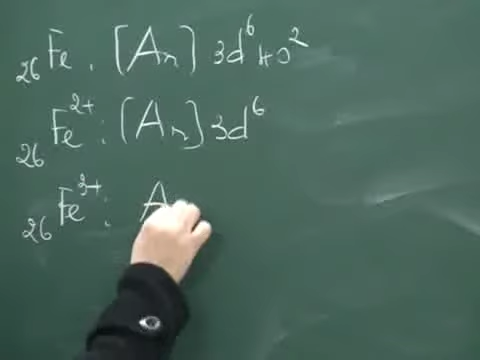 ₂₆Fe : [Ar] 3d⁶ 4s²
₂₆Fe²⁺ : [Ar] 3d⁶
₂₆Fe³⁺ : A